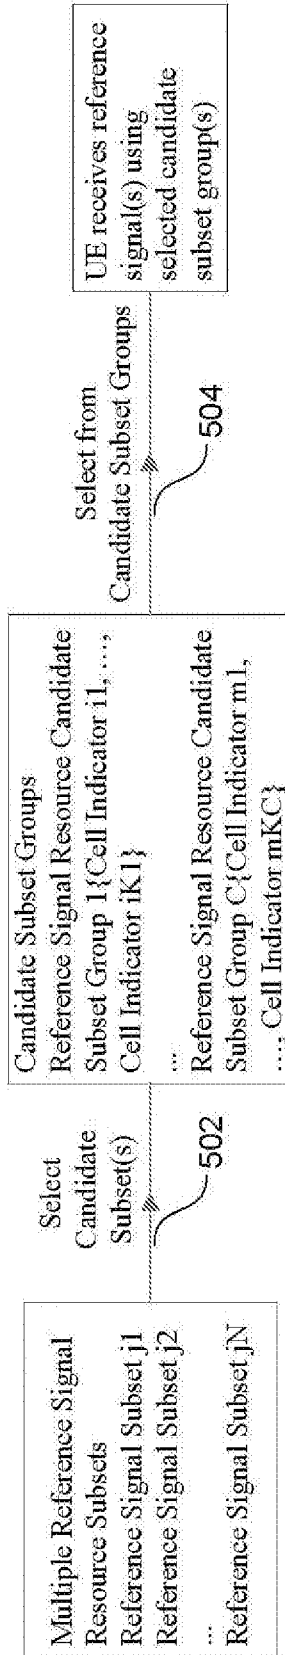 Multiple Reference Signal
Resource Subsets
Reference Signal Subset j1
Reference Signal Subset j2
...
Reference Signal Subset jN
Select
Candidate
Subset(s)
502
Candidate Subset Groups
Reference Signal Resource Candidate
Subset Group 1{Cell Indicator i1, …,
Cell Indicator iK1}
...
Reference Signal Resource Candidate
Subset Group C{Cell Indicator m1,
…, Cell Indicator mKC}
Select from
Candidate Subset Groups
504
UE receives reference
signal(s) using
selected candidate
subset group(s)